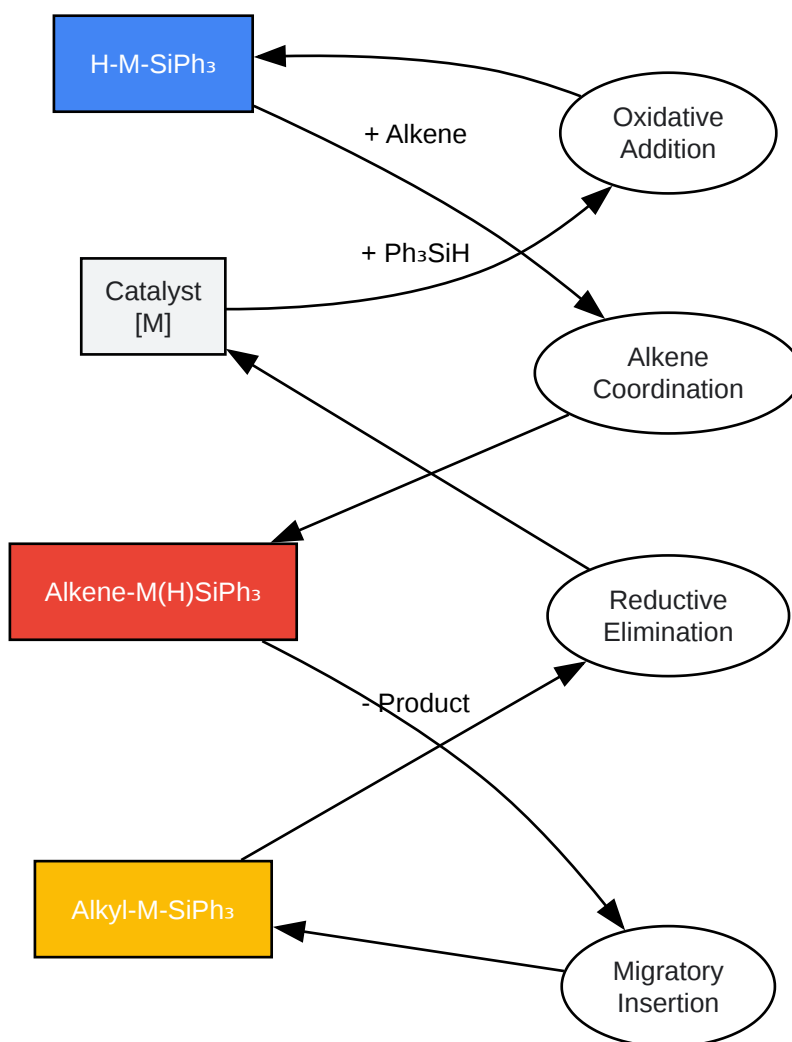 H-M-SiPh₃
Oxidative
Addition
+ Alkene
+ Ph₃SiH
Catalyst
[M]
Alkene
Coordination
Alkene-M(H)SiPh₃
Reductive
Elimination
- Product
Alkyl-M-SiPh₃
Migratory
Insertion